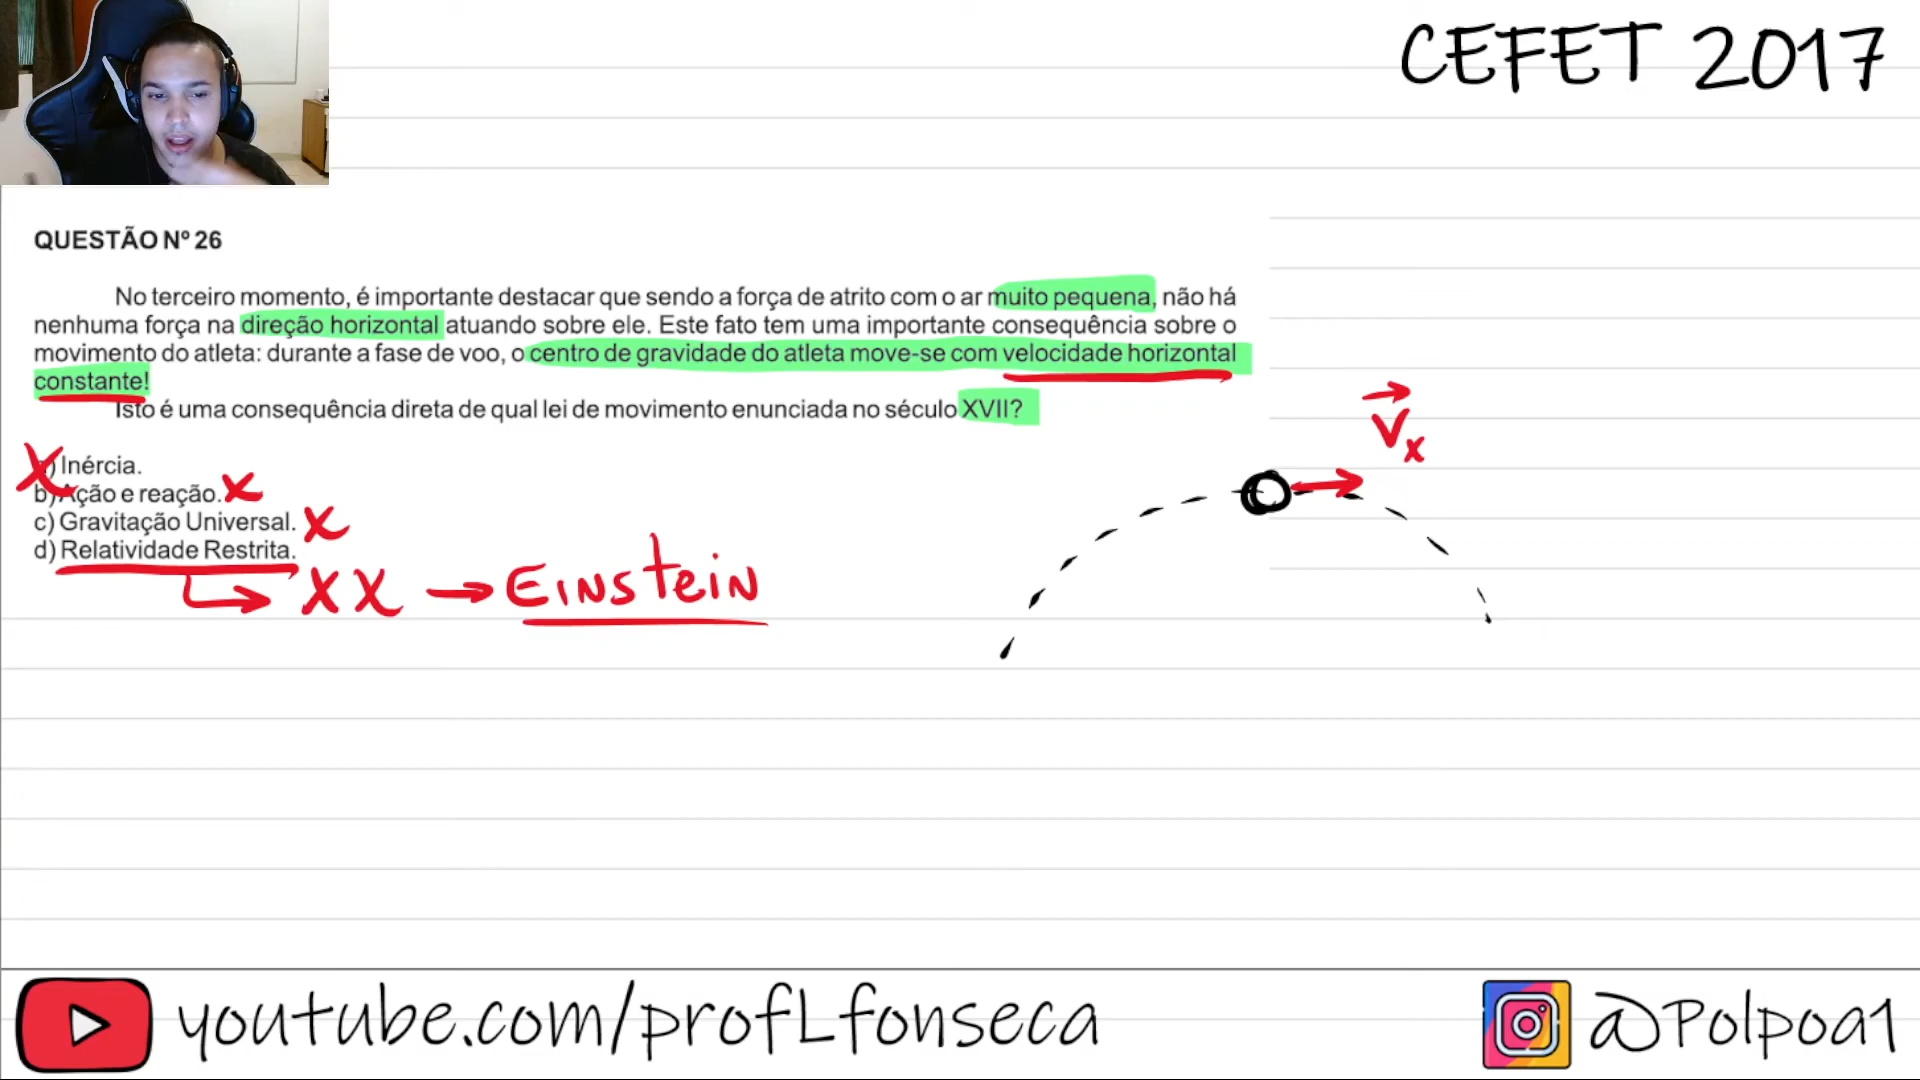 CEFET 2017
QUESTÃO Nº 26
No terceiro momento, é importante destacar que sendo a força de atrito com o ar muito pequena, não há
nenhuma força na direção horizontal atuando sobre ele. Este fato tem uma importante consequência sobre o
movimento do atleta: durante a fase de voo, o centro de gravidade do atleta move-se com velocidade horizontal
constante!
Isto é uma consequência direta de qual lei de movimento enunciada no século XVII?
a) Inércia.
b) Ação e reação. X
c) Gravitação Universal. X
d) Relatividade Restrita.
XX → EINSteIN
Vx
youtube.com/profLfonseca
@Polpoa1